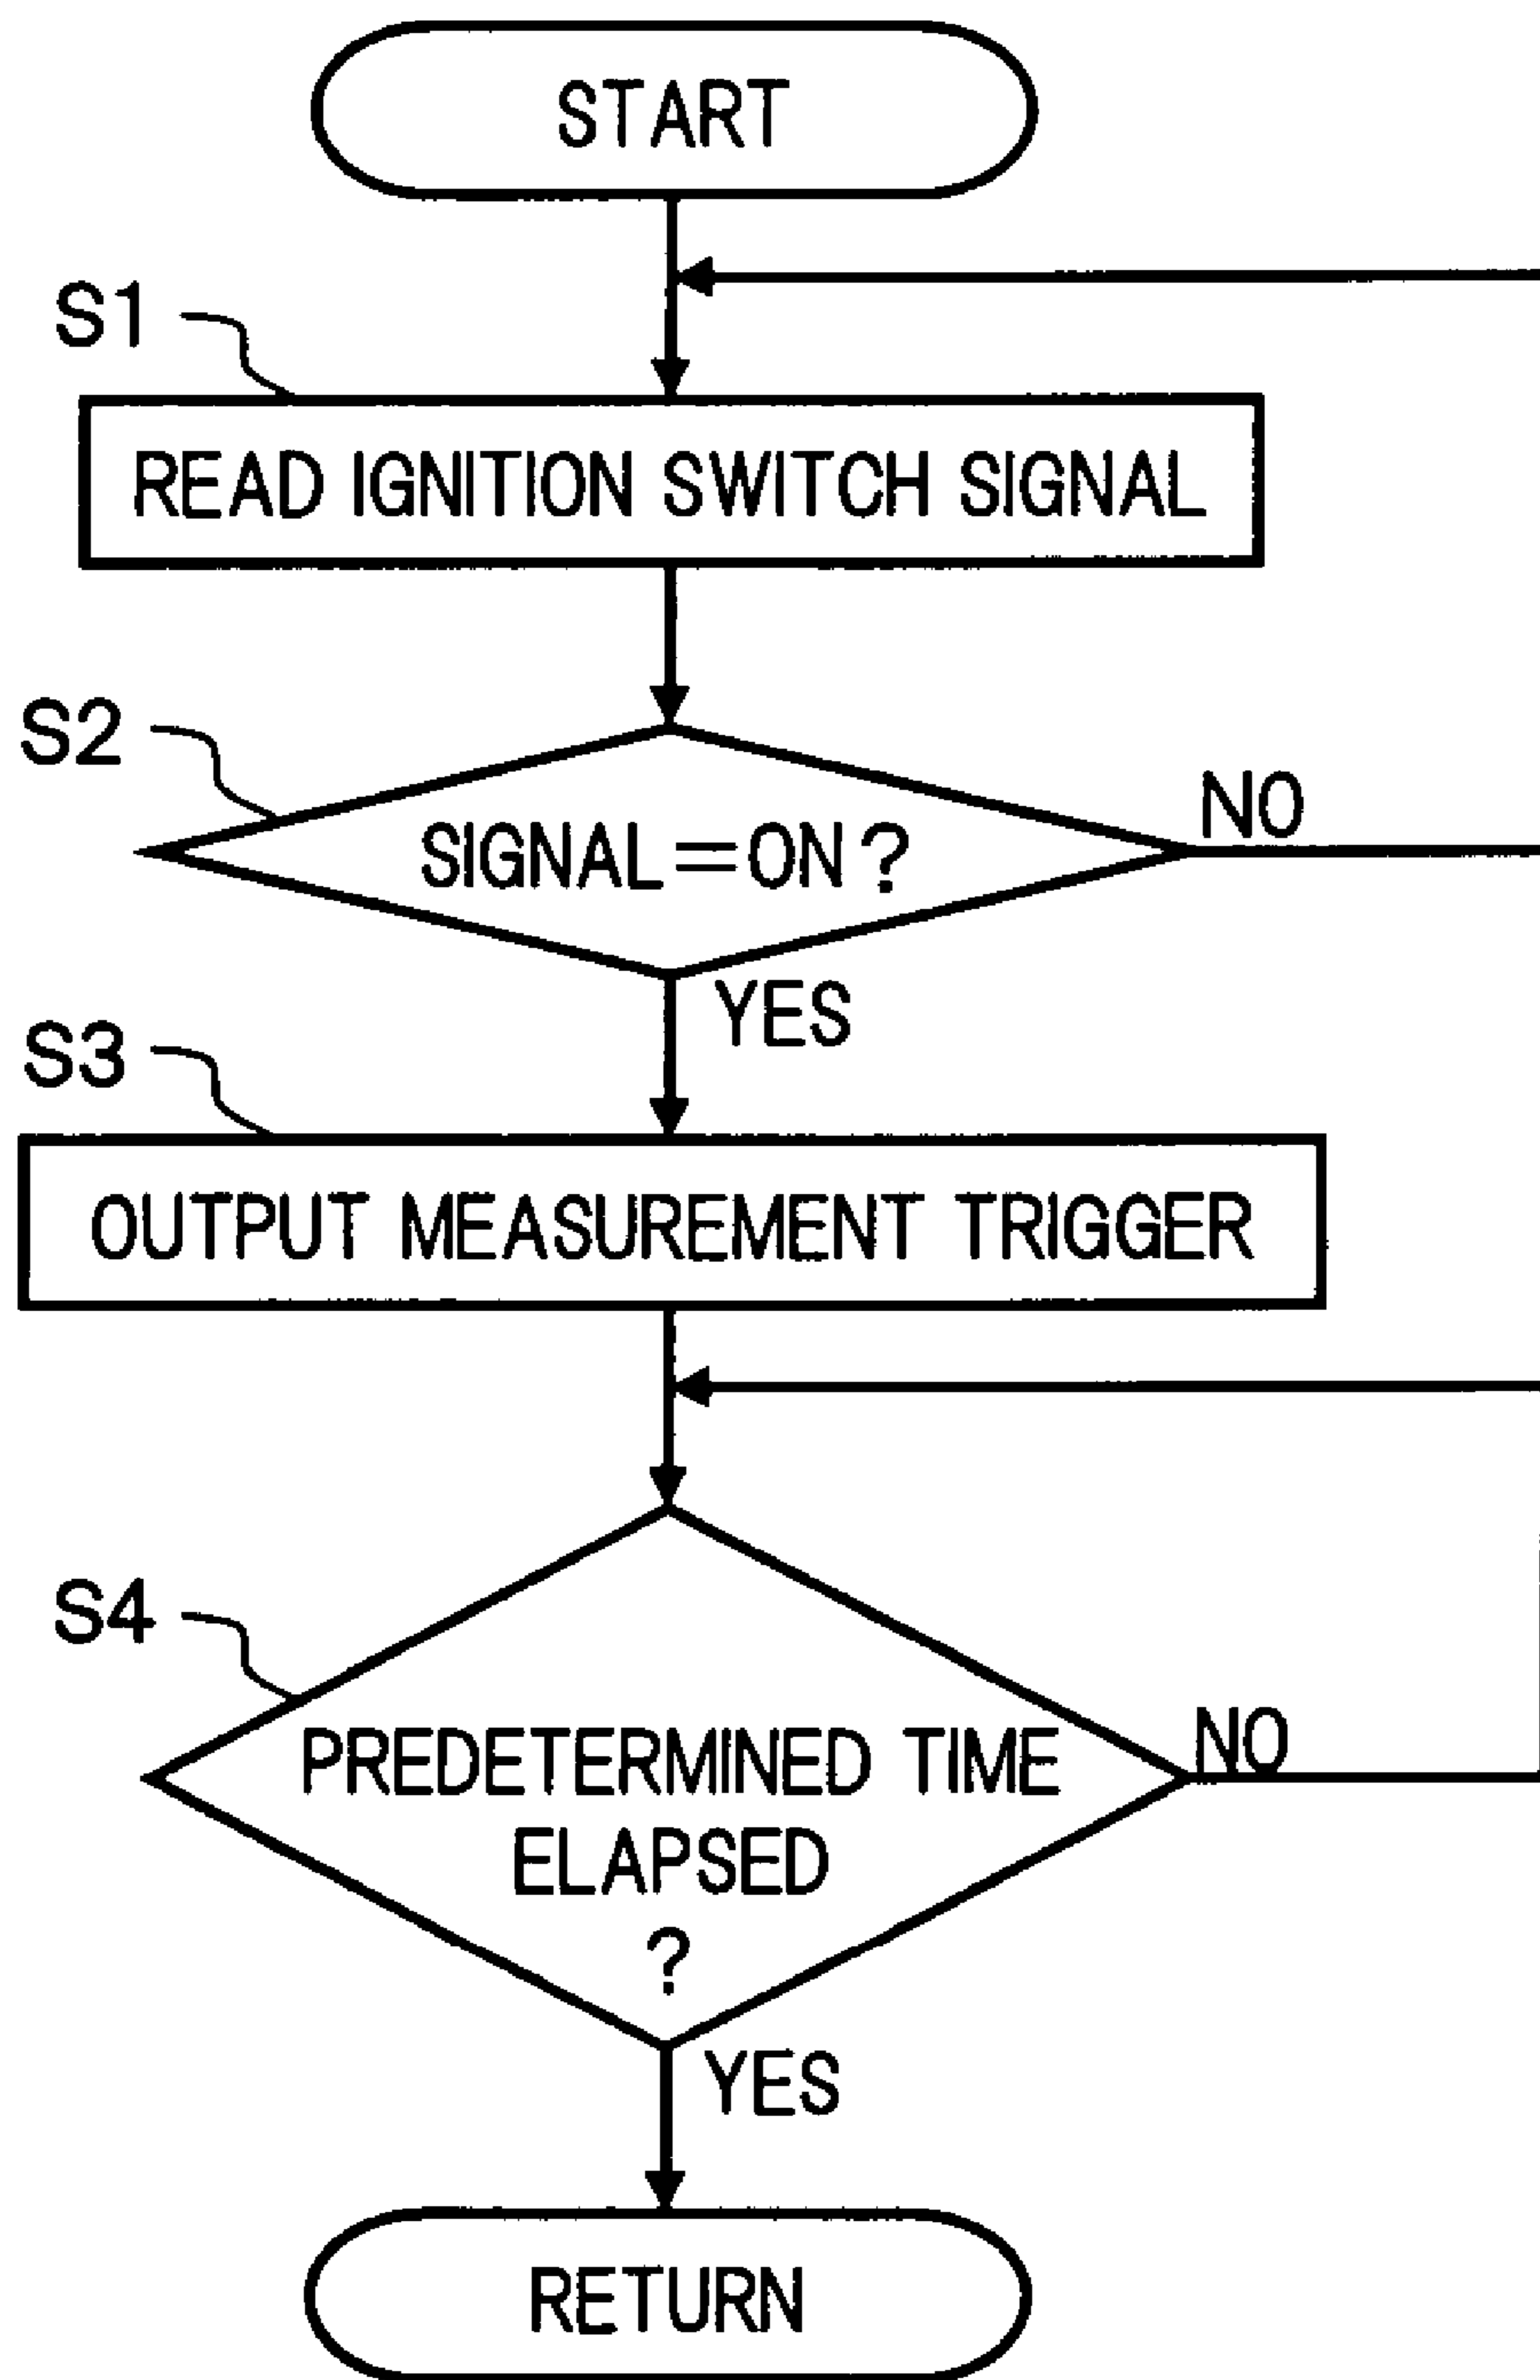 START
S1
READ IGNITION SWITCH SIGNAL
S2
SIGNAL=ON?
NO
YES
S3
OUTPUT MEASUREMENT TRIGGER
S4
PREDETERMINED TIME
ELAPSED
?
NO
YES
RETURN